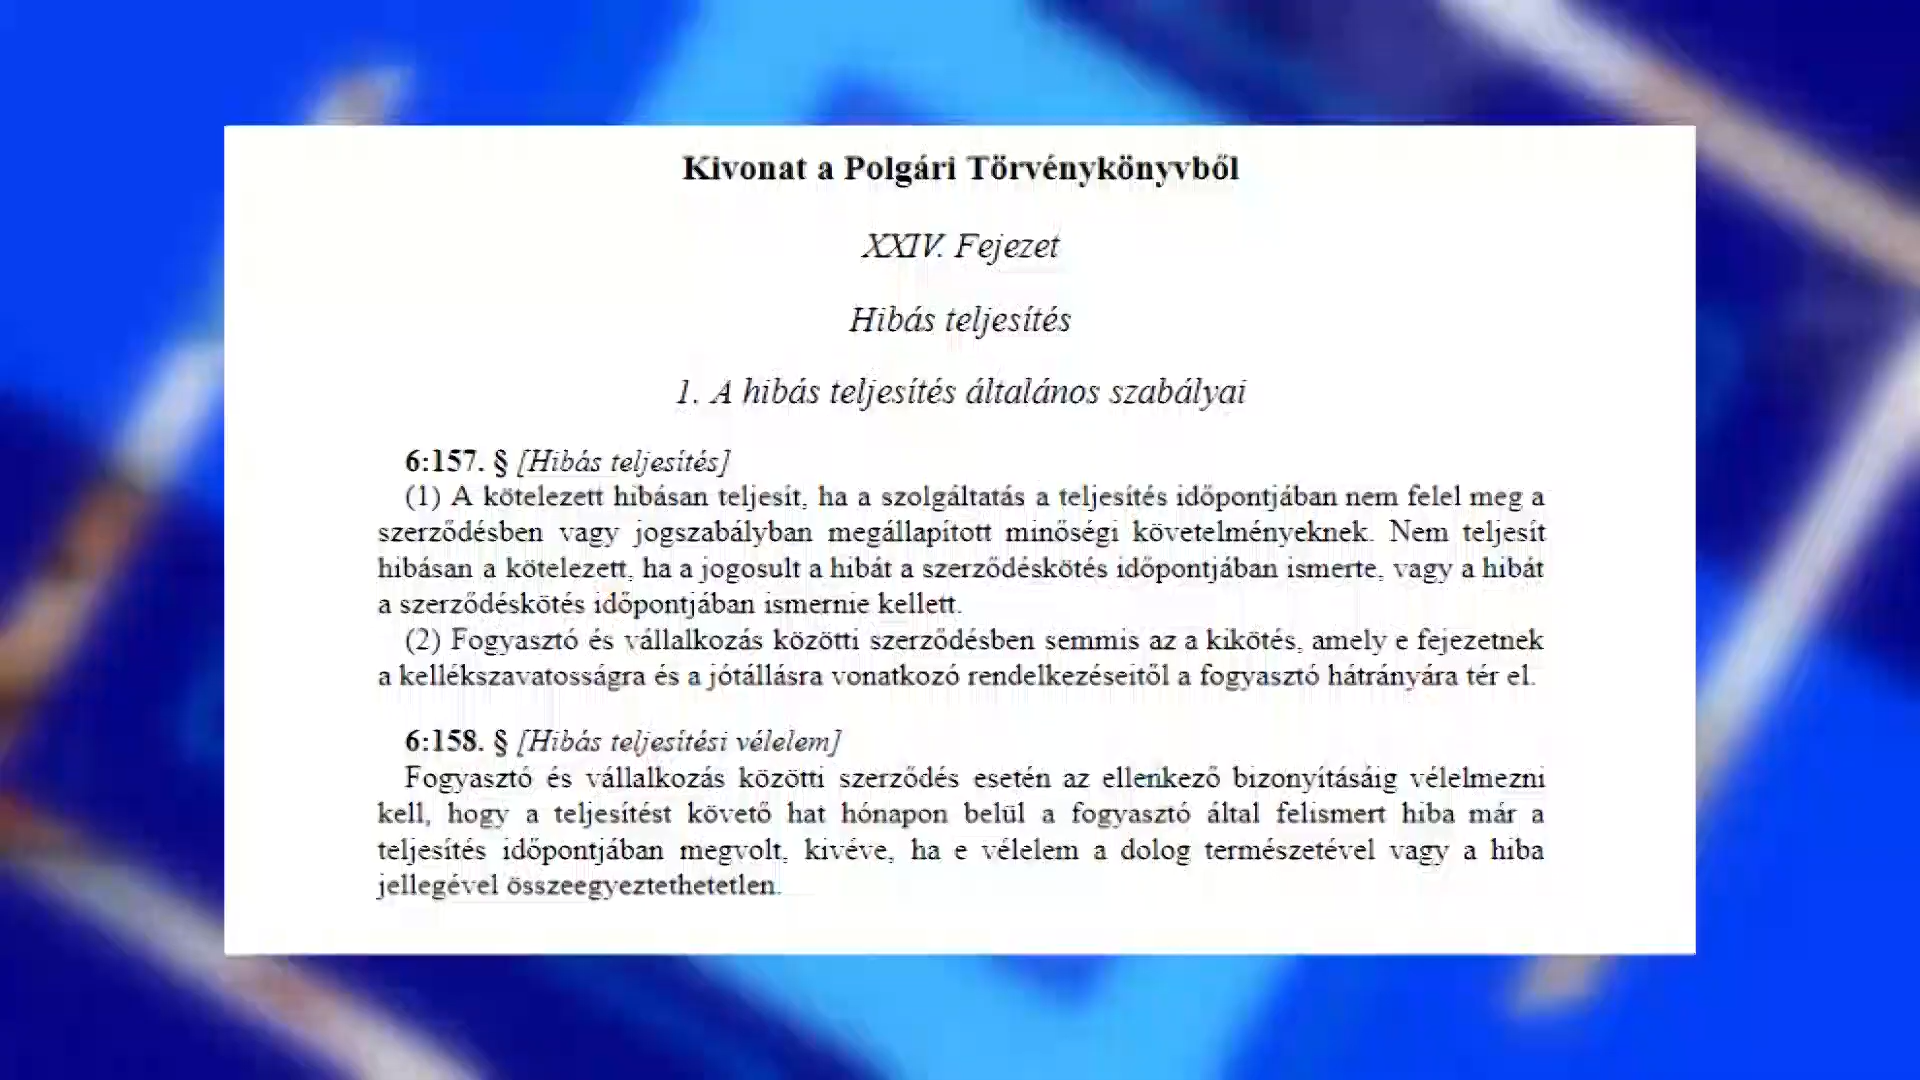 Kivonat a Polgári Törvénykönyvből
XXIV. Fejezet
Hibás teljesítés
1. A hibás teljesítés általános szabályai
6:157. § [Hibás teljesítés]
(1) A kötelezett hibásan teljesít, ha a szolgáltatás a teljesítés időpontjában nem felel meg a
szerződésben vagy jogszabályban megállapított minőségi követelményeknek. Nem teljesít
hibásan a kötelezett, ha a jogosult a hibát a szerződéskötés időpontjában ismerte, vagy a hibát
a szerződéskötés időpontjában ismernie kellett.
(2) Fogyasztó és vállalkozás közötti szerződésben semmis az a kikötés, amely e fejezetnek
a kellékszavatosságra és a jótállásra vonatkozó rendelkezéseitől a fogyasztó hátrányára tér el.
6:158. § [Hibás teljesítési vélelem]
Fogyasztó és vállalkozás közötti szerződés esetén az ellenkező bizonyításáig vélelmezni
kell, hogy a teljesítést követő hat hónapon belül a fogyasztó által felismert hiba már a
teljesítés időpontjában megvolt, kivéve, ha e vélelem a dolog természetével vagy a hiba
jellegével összeegyeztethetetlen.